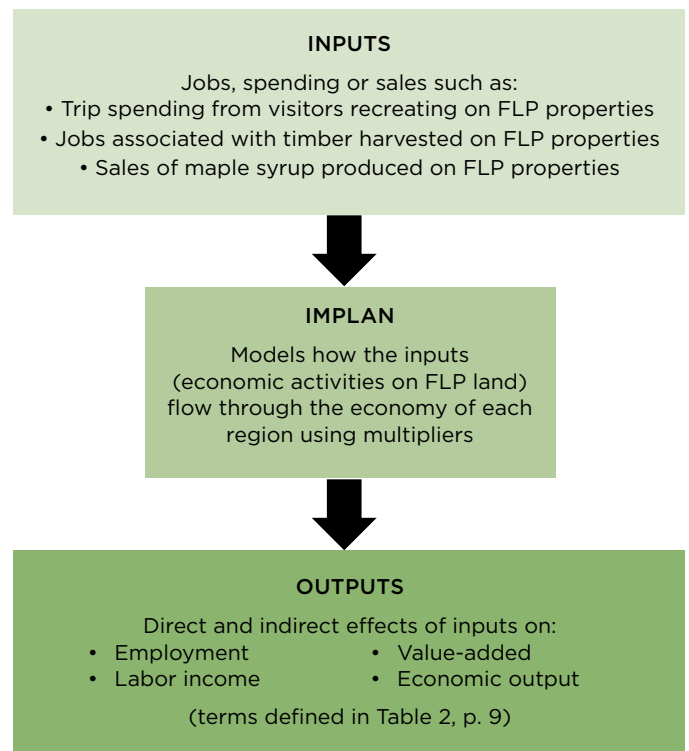 INPUTS
Jobs, spending or sales such as:
• Trip spending from visitors recreating on FLP properties
• Jobs associated with timber harvested on FLP properties
• Sales of maple syrup produced on FLP properties
IMPLAN
Models how the inputs
(economic activities on FLP land)
flow through the economy of each
region using multipliers
OUTPUTS
Direct and indirect effects of inputs on:
• Employment • Value-added
• Labor income • Economic output
(terms defined in Table 2, p. 9)